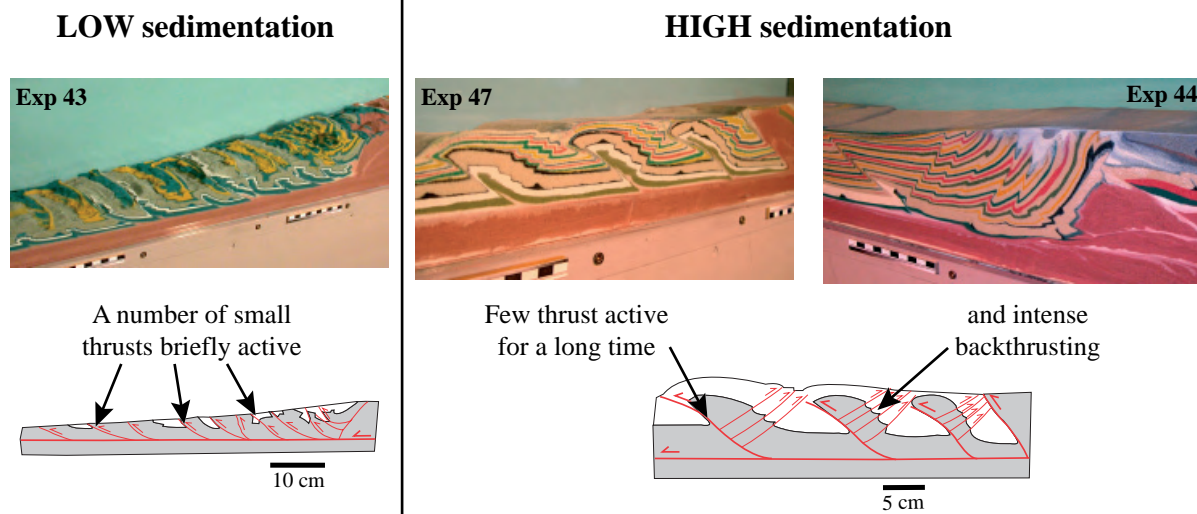 LOW sedimentation
HIGH sedimentation
Exp 43
Exp 47
Exp 44
A number of small
thrusts briefly active
Few thrust active
for a long time
and intense
backthrusting
10 cm
5 cm